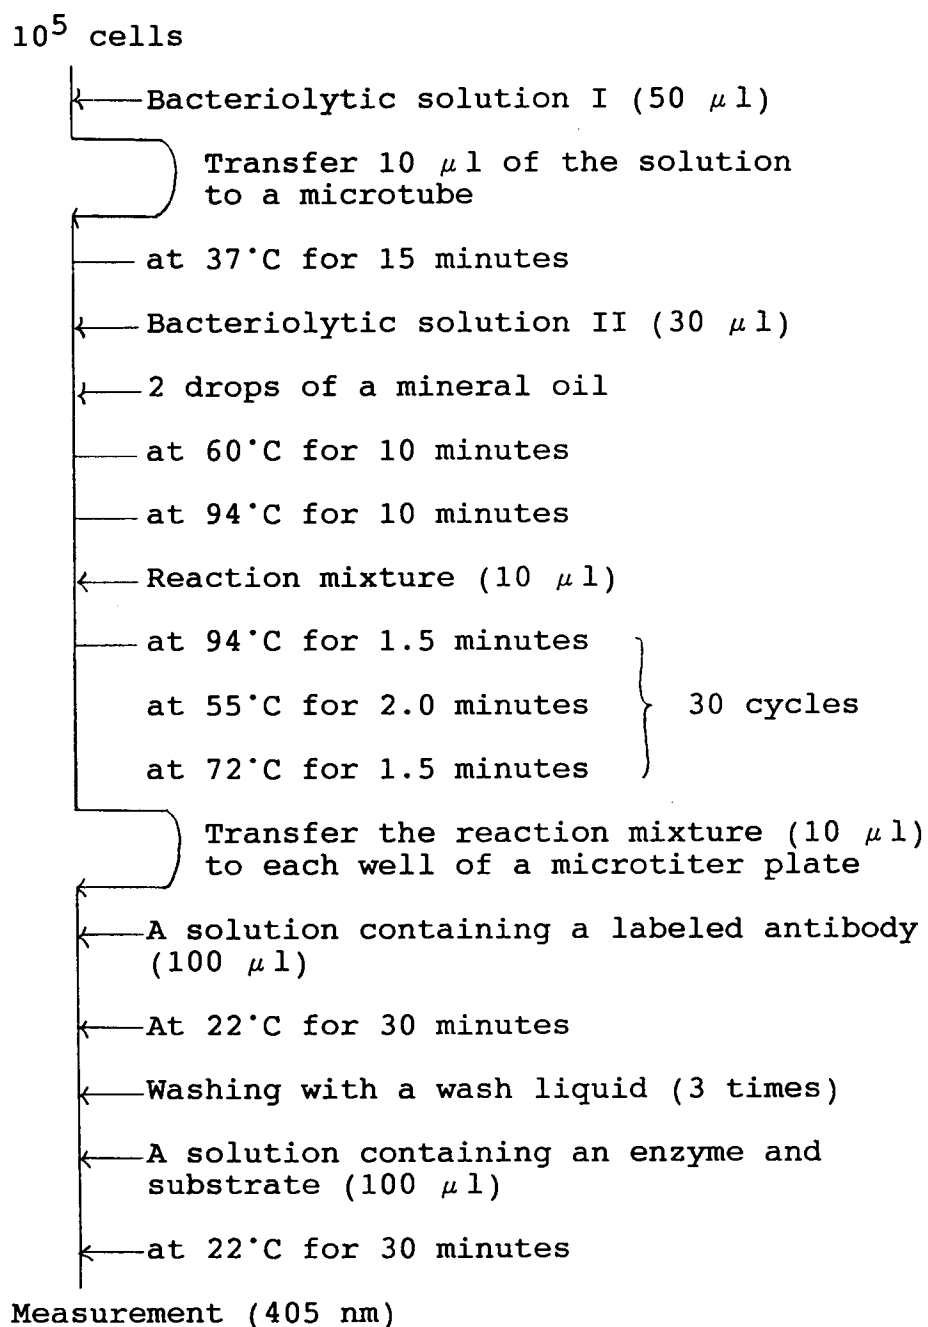 10⁵ cells
Bacteriolytic solution I (50 μl)
Transfer 10 μl of the solution
to a microtube
at 37°C for 15 minutes
Bacteriolytic solution II (30 μl)
2 drops of a mineral oil
at 60°C for 10 minutes
at 94°C for 10 minutes
Reaction mixture (10 μl)
at 94°C for 1.5 minutes
at 55°C for 2.0 minutes 30 cycles
at 72°C for 1.5 minutes
Transfer the reaction mixture (10 μl)
to each well of a microtiter plate
A solution containing a labeled antibody
(100 μl)
At 22°C for 30 minutes
Washing with a wash liquid (3 times)
A solution containing an enzyme and
substrate (100 μl)
at 22°C for 30 minutes
Measurement (405 nm)